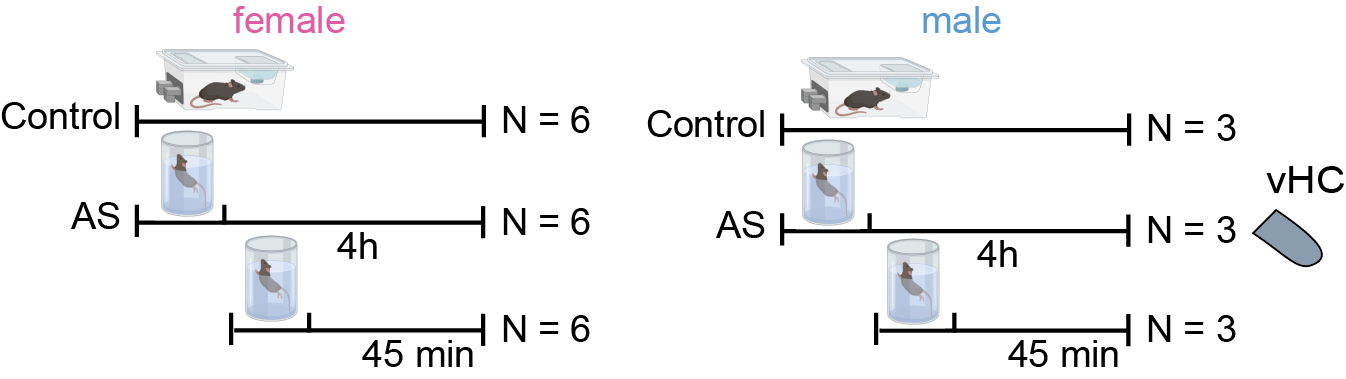 female
Control
N = 6
AS
4h
N = 6
45 min
N = 6
male
Control
N = 3
vHC
AS
4h
N = 3
45 min
N = 3